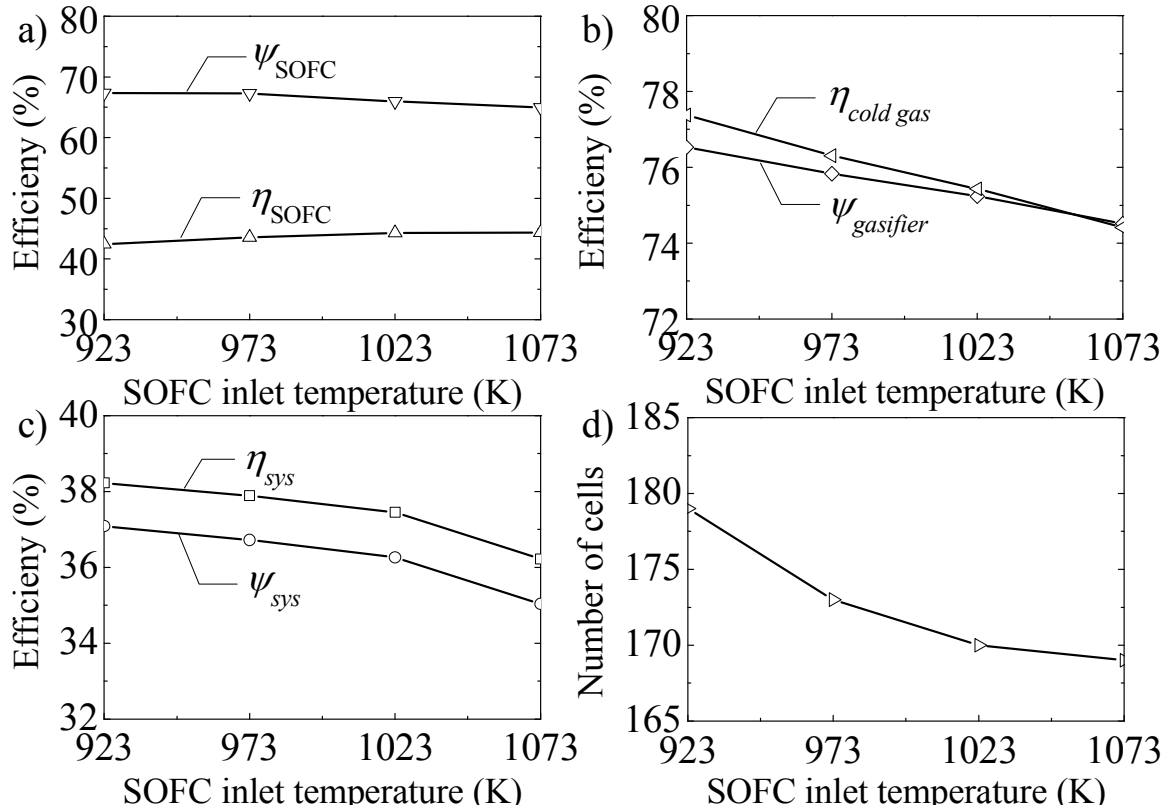 a)
80
70
60
50
40
30
Efficieny (%)
ψSOFC
ηSOFC
923 973 1023 1073
SOFC inlet temperature (K)
b)
80
78
76
74
72
Efficieny (%)
ηcold gas
ψgasifier
923 973 1023 1073
SOFC inlet temperature (K)
c)
40
38
36
34
32
Efficieny (%)
ηsys
ψsys
923 973 1023 1073
SOFC inlet temperature (K)
d)
185
180
175
170
165
Number of cells
923 973 1023 1073
SOFC inlet temperature (K)